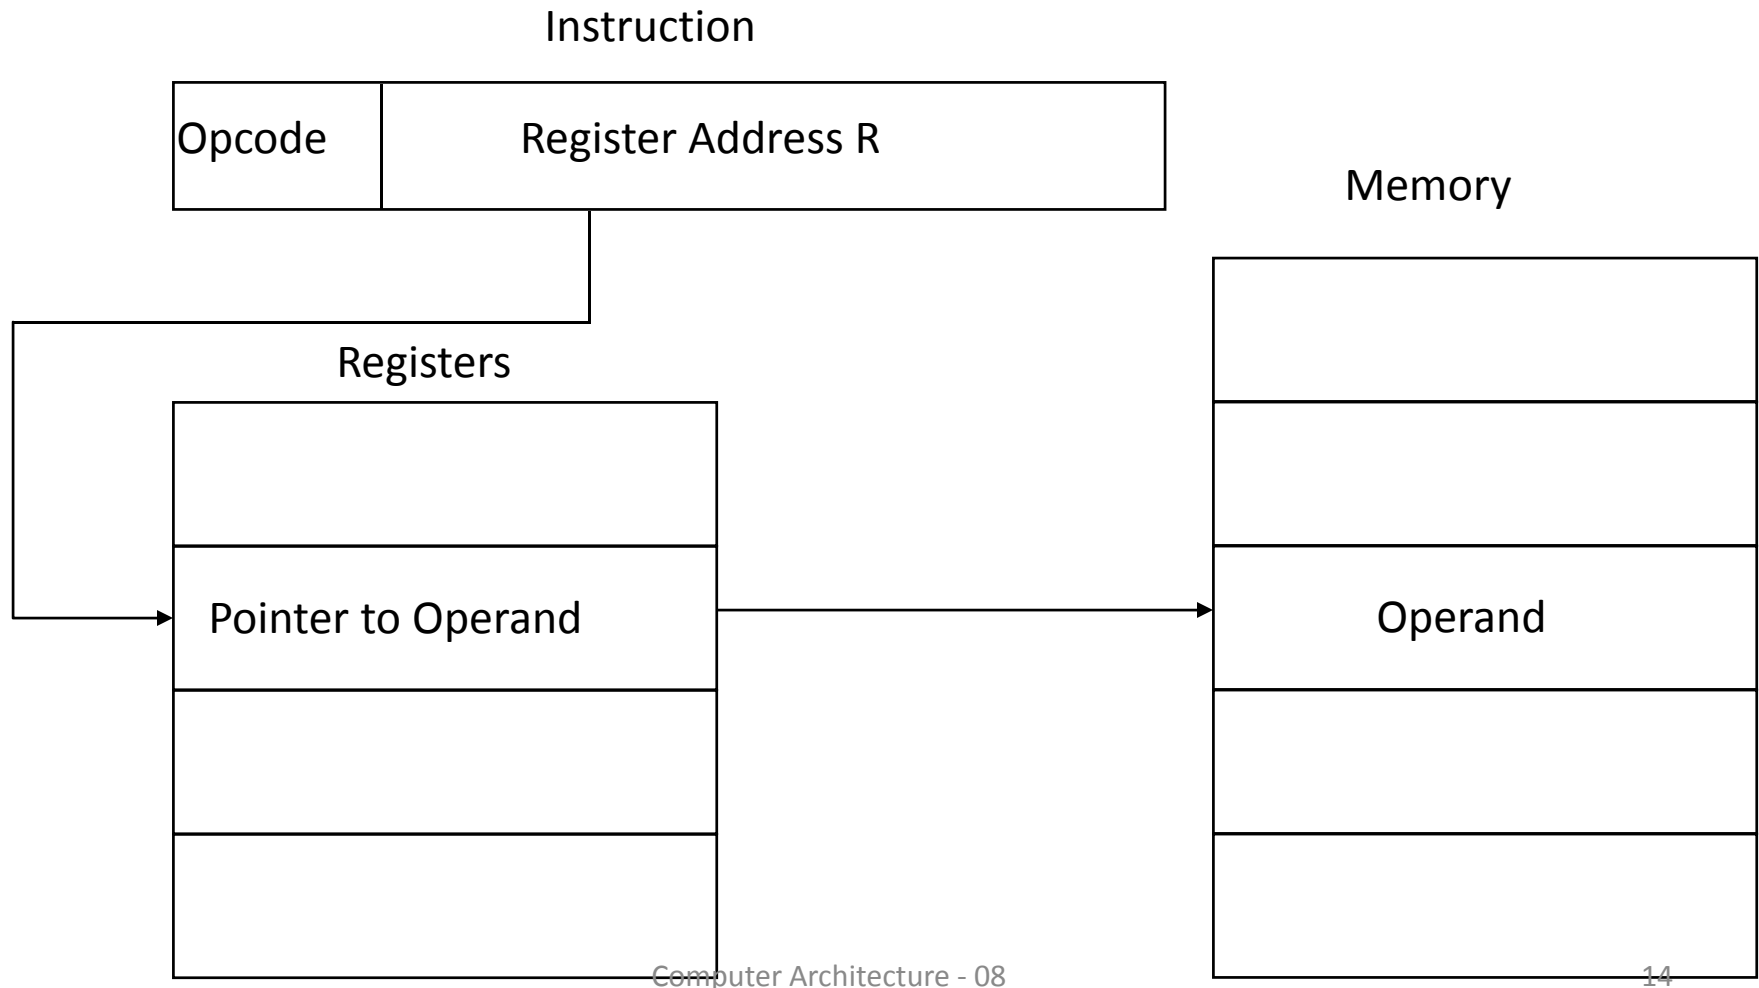 Instruction
Opcode
Register Address R
Memory
Registers
Pointer to Operand
Operand
Computer Architecture - 08
14